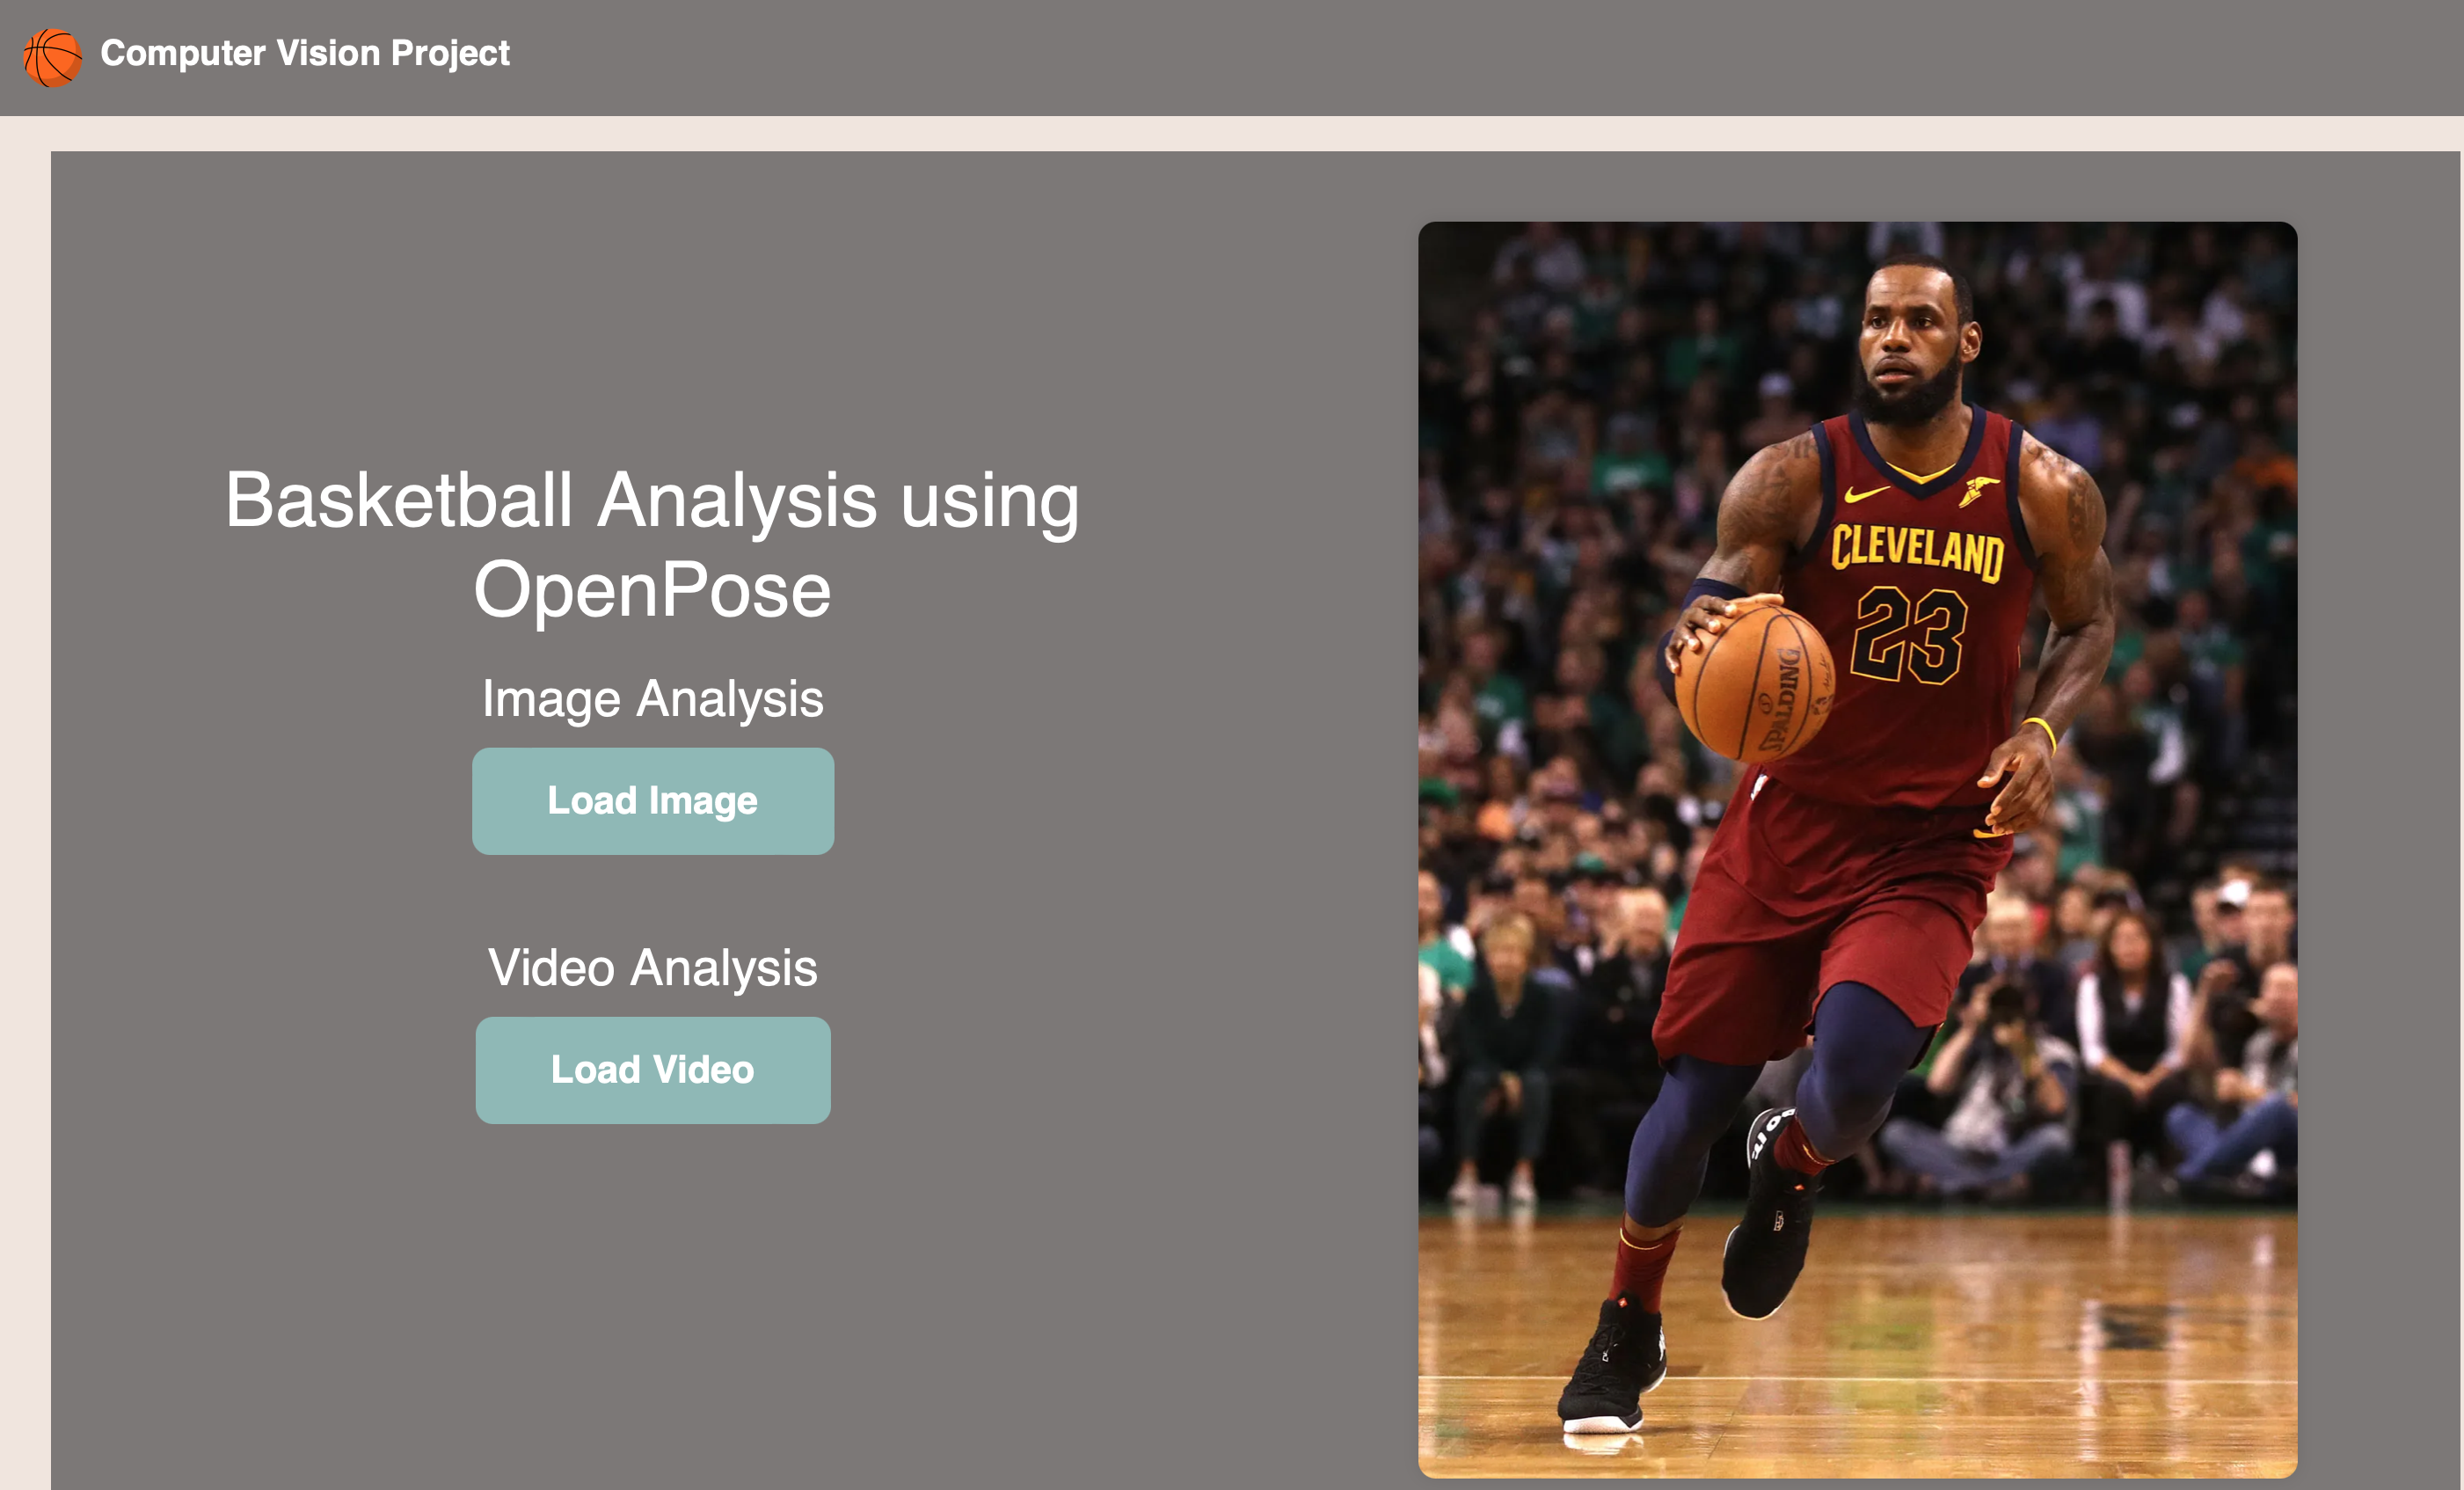 Computer Vision Project
Basketball Analysis using
OpenPose
Image Analysis
Load Image
Video Analysis
Load Video
CLEVELAND
23
SPALDING